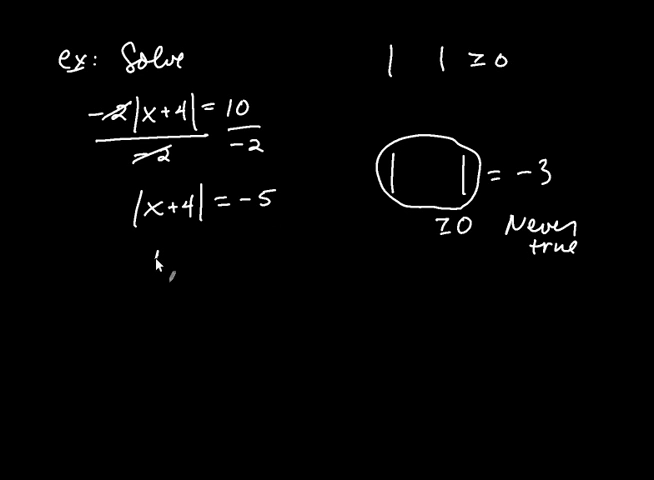 ex: Solve
-2|x+4| = 10
-2 -2
|x+4| = -5
| | ≥ 0
| | = -3
≥ 0 Never
true